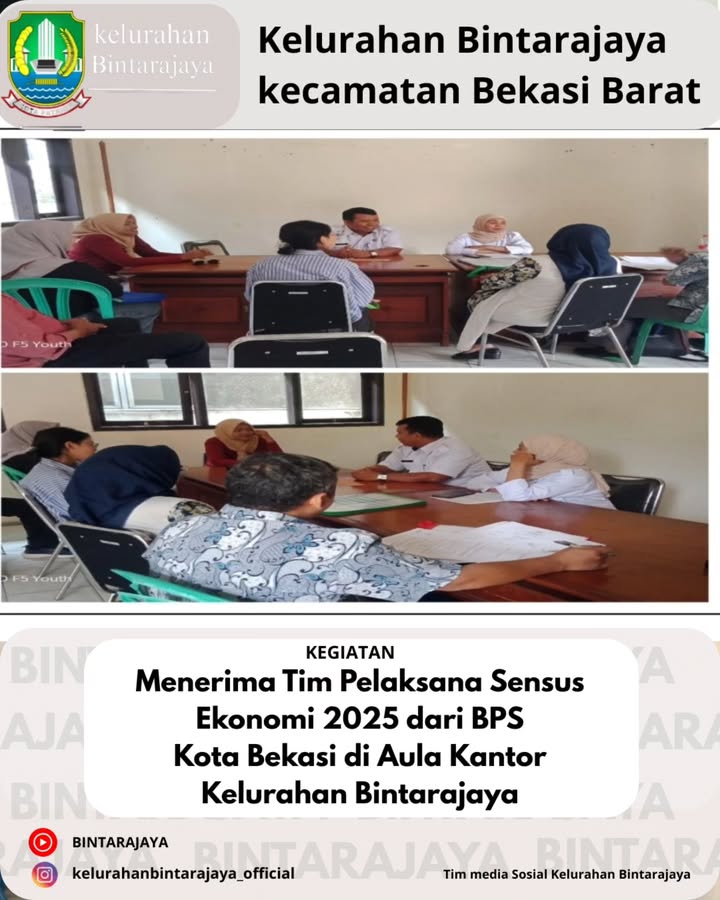 kelurahan
Bintarajaya
Kelurahan Bintarajaya
kecamatan Bekasi Barat
F5 Youth
F5 Youth
KEGIATAN
Menerima Tim Pelaksana Sensus
Ekonomi 2025 dari BPS
Kota Bekasi di Aula Kantor
Kelurahan Bintarajaya
BINTARAJAYA
kelurahanbintarajaya_official
Tim media Sosial Kelurahan Bintarajaya